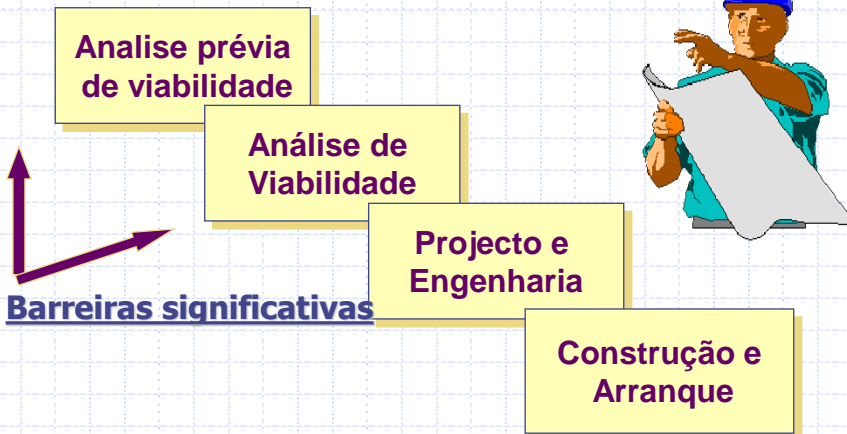 Analise prévia
de viabilidade
Análise de
Viabilidade
Projecto e
Engenharia
Barreiras significativas
Construção e
Arranque